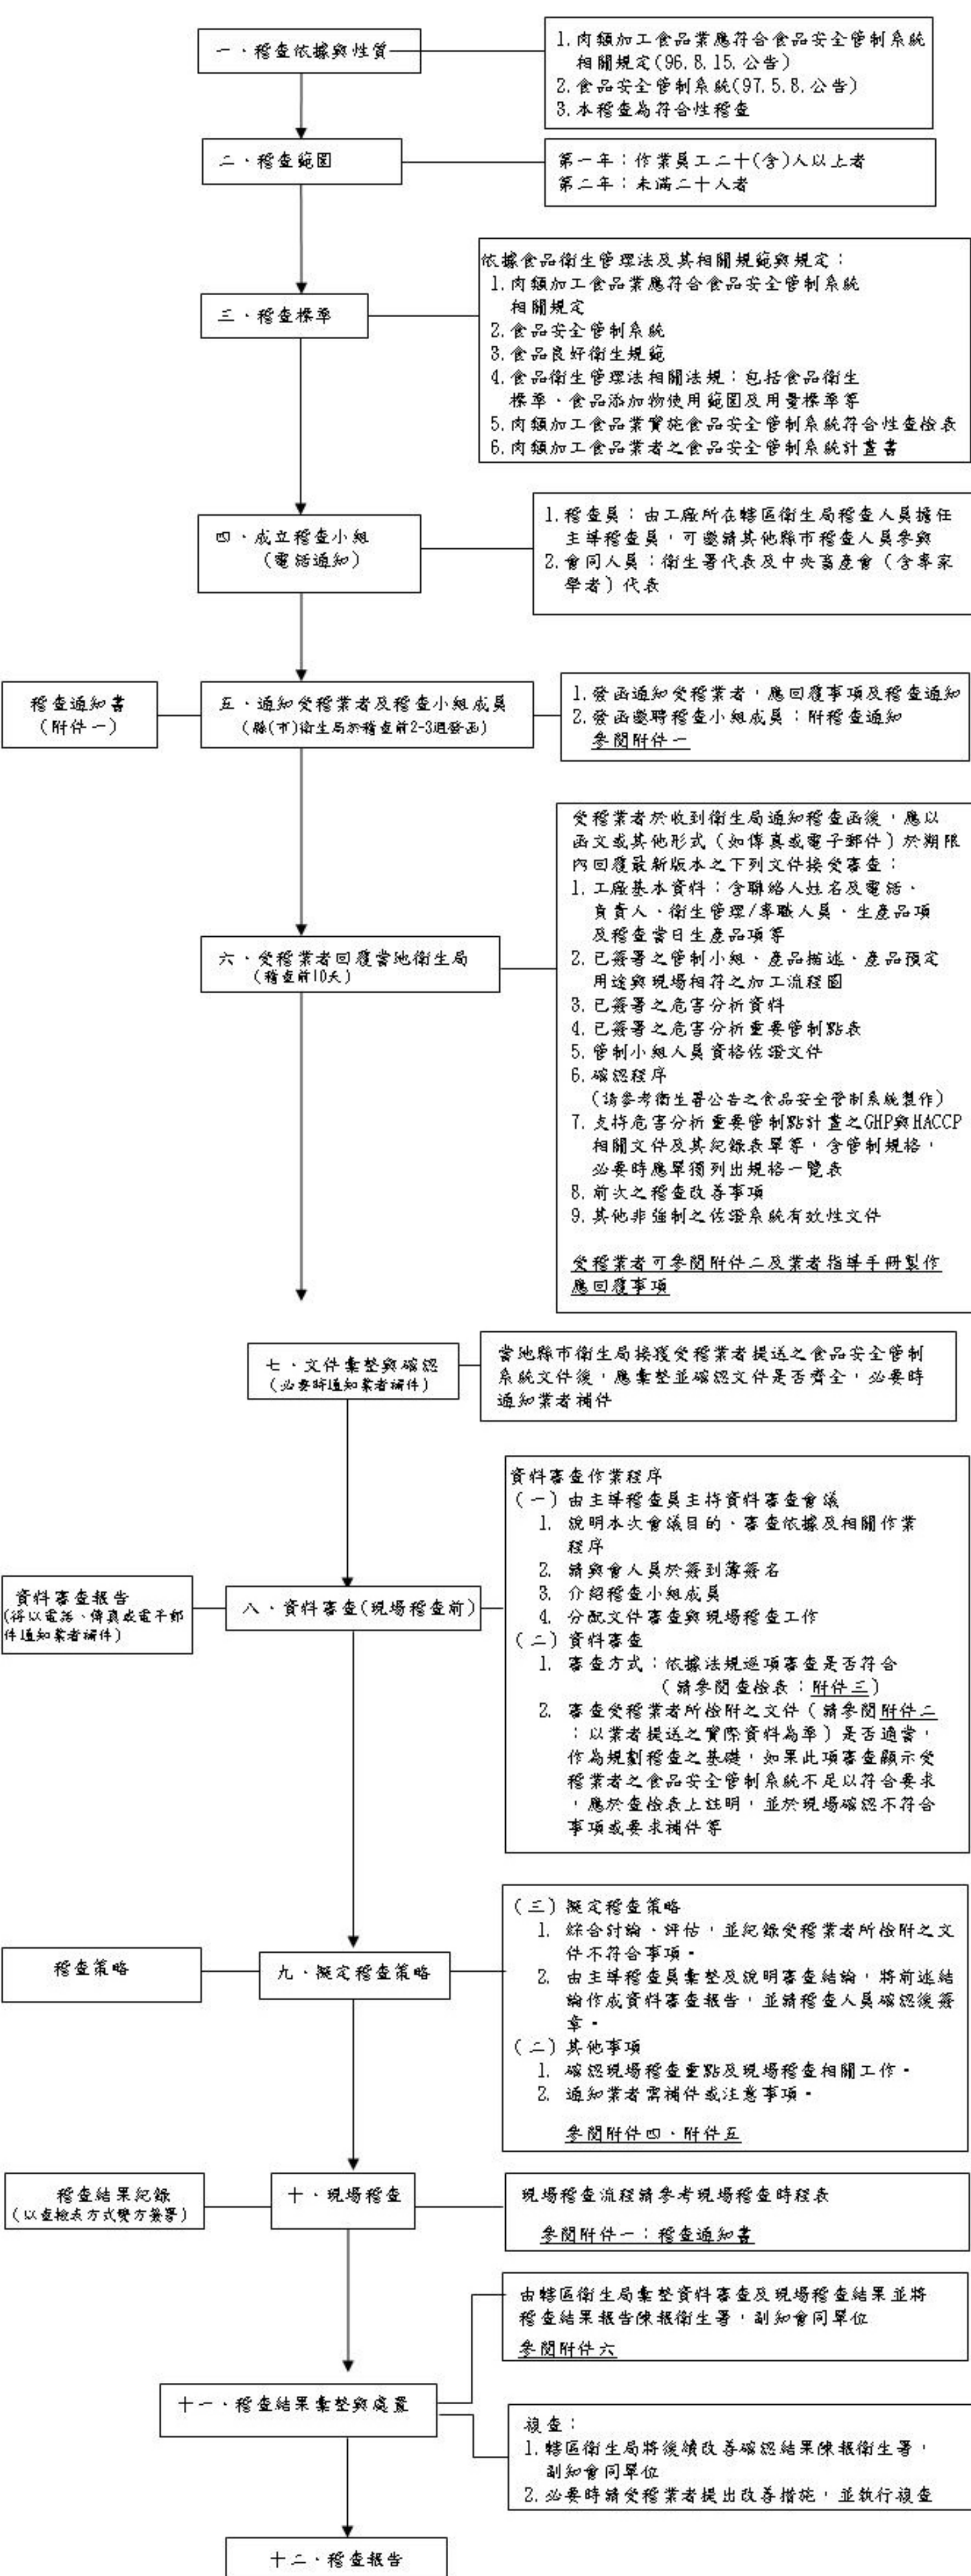 一、稽查依據與性質
1.肉類加工食品業應符合食品安全管制系統
相關規定(96.8.15.公告)
2.食品安全管制系統(97.5.8.公告)
3.本稽查為符合性稽查
二、稽查範圍
第一年：作業員工二十(含)人以上者
第二年：未滿二十人者
三、稽查標準
依據食品衛生管理法及其相關規範與規定：
1.肉類加工食品業應符合食品安全管制系統
相關規定
2.食品安全管制系統
3.食品良好衛生規範
4.食品衛生管理法相關法規：包括食品衛生
標準、食品添加物使用範圍及用量標準等
5.肉類加工食品業實施食品安全管制系統符合性查檢表
6.肉類加工食品業者之食品安全管制系統計畫書
四、成立稽查小組
(電話通知)
1.稽查員：由工廠所在轄區衛生局稽查人員擔任
主導稽查員，可邀請其他縣市稽查人員參與
2.會同人員：衛生署代表及中央畜產會（含專家
學者）代表
稽查通知書
(附件一)
五、通知受稽業者及稽查小組成員
(縣(市)衛生局於稽查前2-3週發函)
1.發函通知受稽業者，應回覆事項及稽查通知
2.發函邀聘稽查小組成員：附稽查通知
參閱附件一
六、受稽業者回覆當地衛生局
(稽查前10天)
受稽業者於收到衛生局通知稽查函後，應以
函文或其他形式（如傳真或電子郵件）於期限
內回覆最新版本之下列文件接受審查：
1.工廠基本資料：含聯絡人姓名及電話、
負責人、衛生管理/專職人員、生產品項
及稽查當日生產品項等
2.已簽署之管制小組、產品描述、產品預定
用途與現場相符之加工流程圖
3.已簽署之危害分析資料
4.已簽署之危害分析重要管制點表
5.管制小組人員資格佐證文件
6.確認程序
（請參考衛生署公告之食品安全管制系統製作）
7.支持危害分析重要管制點計畫之GHP與HACCP
相關文件及其紀錄表單等，含管制規格，
必要時應單獨列出規格一覽表
8.前次之稽查改善事項
9.其他非強制之佐證系統有效性文件
受稽業者可參閱附件二及業者指導手冊製作
應回覆事項
七、文件彙整與確認
(必要時通知業者補件)
當地縣市衛生局接獲受稽業者提送之食品安全管制
系統文件後，應彙整並確認文件是否齊全，必要時
通知業者補件
資料審查報告
(得以電話、傳真或電子郵
件通知業者補件)
八、資料審查(現場稽查前)
資料審查作業程序
（一）由主導稽查員主持資料審查會議
1. 說明本次會議目的、審查依據及相關作業
程序
2. 請與會人員於簽到簿簽名
3. 介紹稽查小組成員
4. 分配文件審查與現場稽查工作
（二）資料審查
1. 審查方式：依據法規逐項審查是否符合
（請參閱查檢表：附件三）
2. 審查受稽業者所檢附之文件（請參閱附件二
；以業者提送之實際資料為準）是否適當，
作為規劃稽查之基礎，如果此項審查顯示受
稽業者之食品安全管制系統不足以符合要求
，應於查檢表上註明，並於現場確認不符合
事項或要求補件等
稽查策略
九、擬定稽查策略
（三）擬定稽查策略
1. 綜合討論、評估，並紀錄受稽業者所檢附之文
件不符合事項。
2. 由主導稽查員彙整及說明審查結論，將前述結
論作成資料審查報告，並請稽查人員確認後簽
章。
（二）其他事項
1. 確認現場稽查重點及現場稽查相關工作。
2. 通知業者需補件或注意事項。
參閱附件四、附件五
稽查結果紀錄
(以查檢表方式雙方簽署)
十、現場稽查
現場稽查流程請參考現場稽查時程表
參閱附件一：稽查通知書
由轄區衛生局彙整資料審查及現場稽查結果並將
稽查結果報告陳報衛生署，副知會同單位
參閱附件六
十一、稽查結果彙整與處置
複查：
1.轄區衛生局將後續改善確認結果陳報衛生署，
副知會同單位
2.必要時請受稽業者提出改善措施，並執行複查
十二、稽查報告